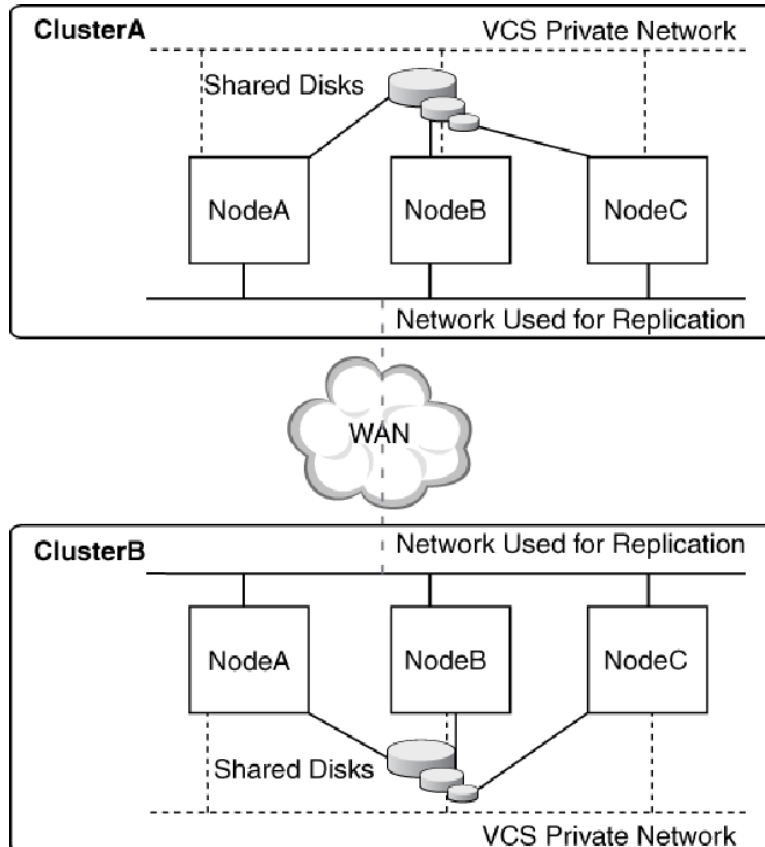 ClusterA
VCS Private Network
Shared Disks
NodeA
NodeB
NodeC
Network Used for Replication
WAN
ClusterB
Network Used for Replication
NodeA
NodeB
NodeC
Shared Disks
VCS Private Network